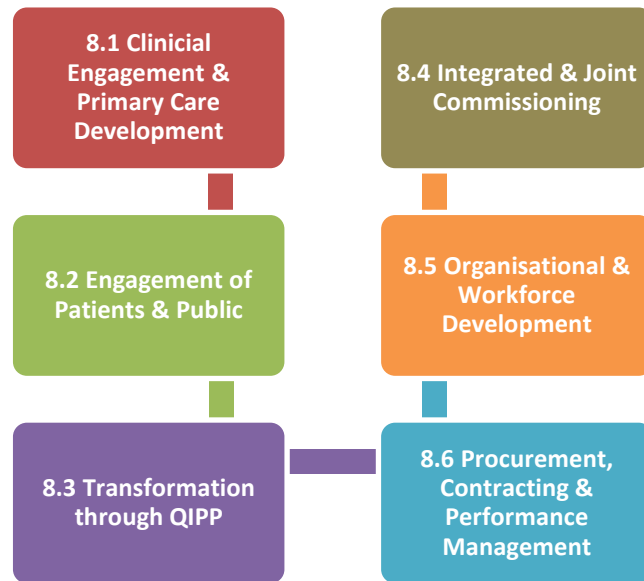 8.1 Clinicial
Engagement &
Primary Care
Development
8.2 Engagement of
Patients & Public
8.3 Transformation
through QIPP
8.4 Integrated & Joint
Commissioning
8.5 Organisational &
Workforce
Development
8.6 Procurement,
Contracting &
Performance
Management